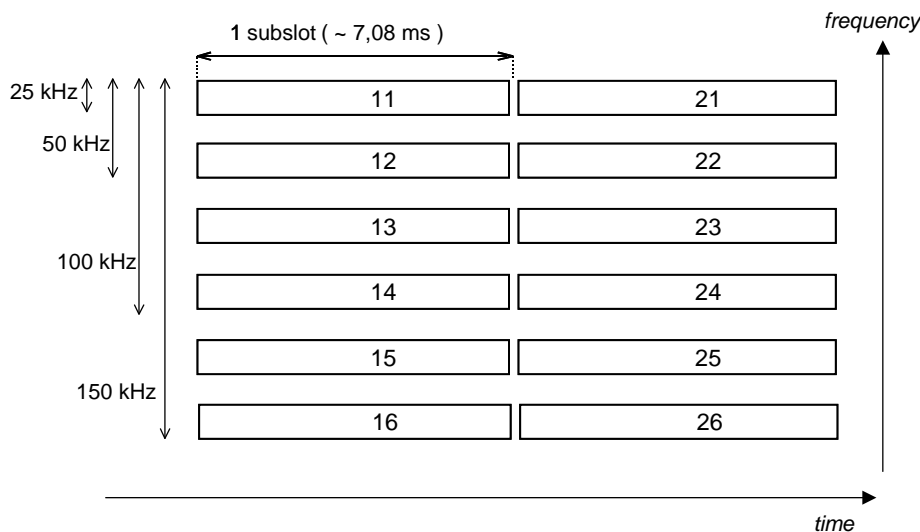 frequency
1 subslot ( ~ 7,08 ms )
25 kHz
11 21
50 kHz
12 22
13 23
100 kHz
14 24
15 25
150 kHz
16 26
time